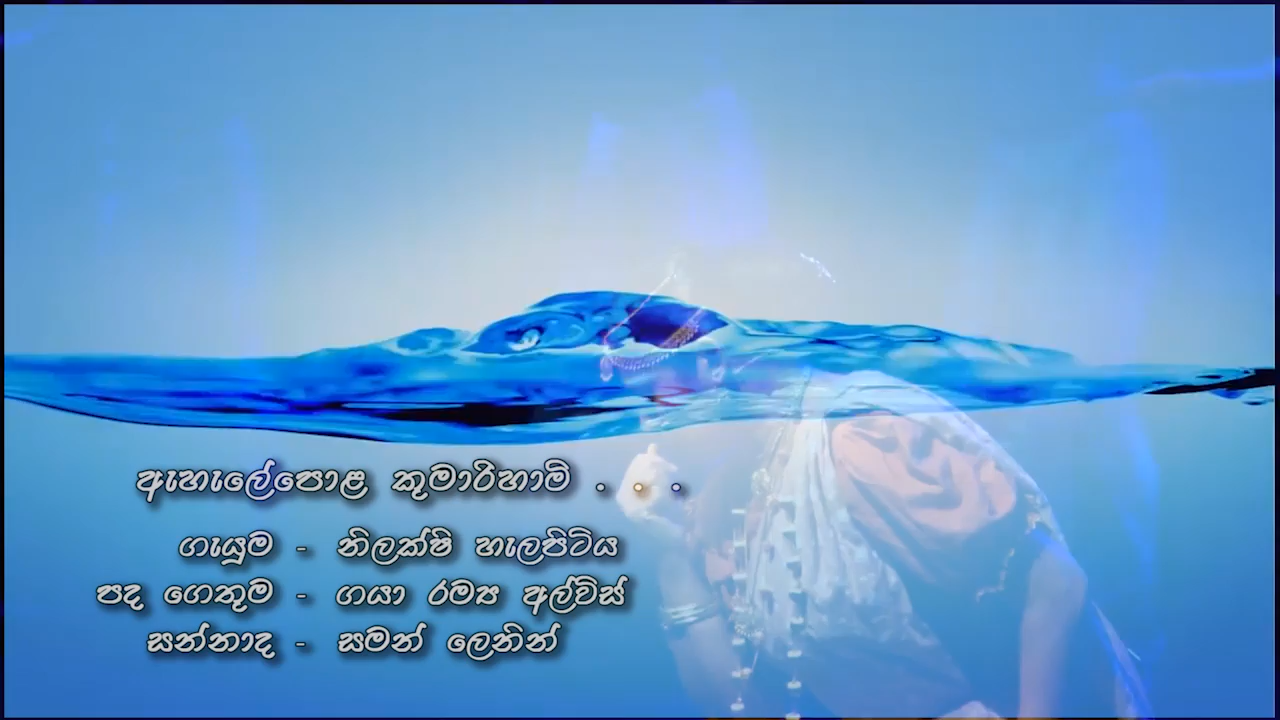 ඇහැලේපොළ කුමාරිහාමි . . .
ගැයූම - නිලක්ෂි හැලපිටිය
පද ගෙතුම - ගයා රම්‍ය අල්විස්
සන්නාද - සමන් ලෙනින්